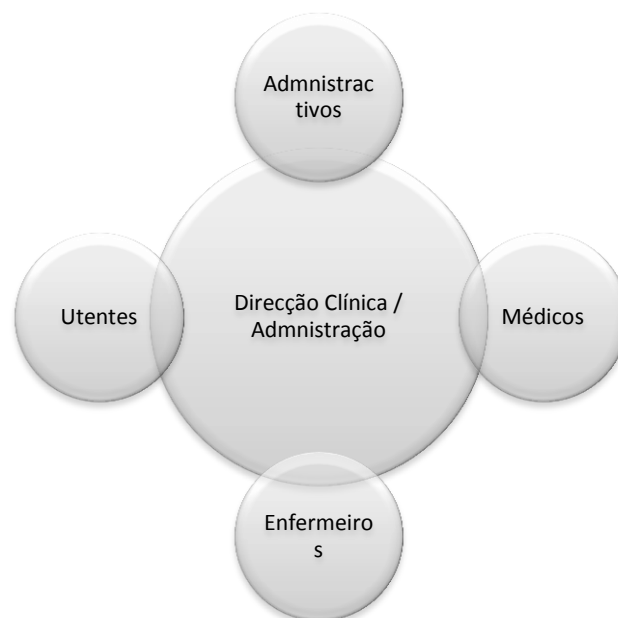 Admnistrac
tivos
Utentes
Direcção Clínica /
Admnistração
Médicos
Enfermeiro
s